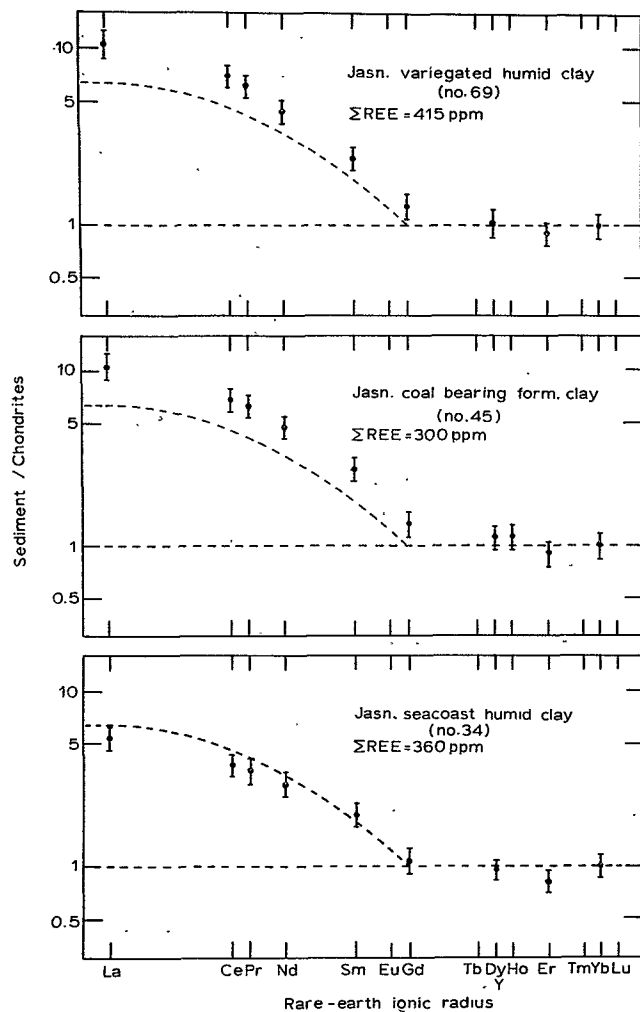 10
Jasn. variegated humid clay
(no.69)
5
ΣREE = 415 ppm
1
0.5
10
Jasn. coal bearing form. clay
(no.45)
5
ΣREE = 300 ppm
1
0.5
Sediment / Chondrites
10
Jasn. seacoast humid clay
(no.34)
5
ΣREE = 360 ppm
1
0.5
La Ce Pr Nd Sm Eu Gd Tb Dy Ho Er Tm Yb Lu
Y
Rare-earth ionic radius